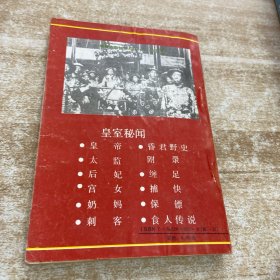 皇室秘闻
●皇帝 ●昏君野史
●太监 别录
●后妃 ●缠足
●宫女 ●捕快
●奶妈 ●保镖
●刺客 ●食人传说